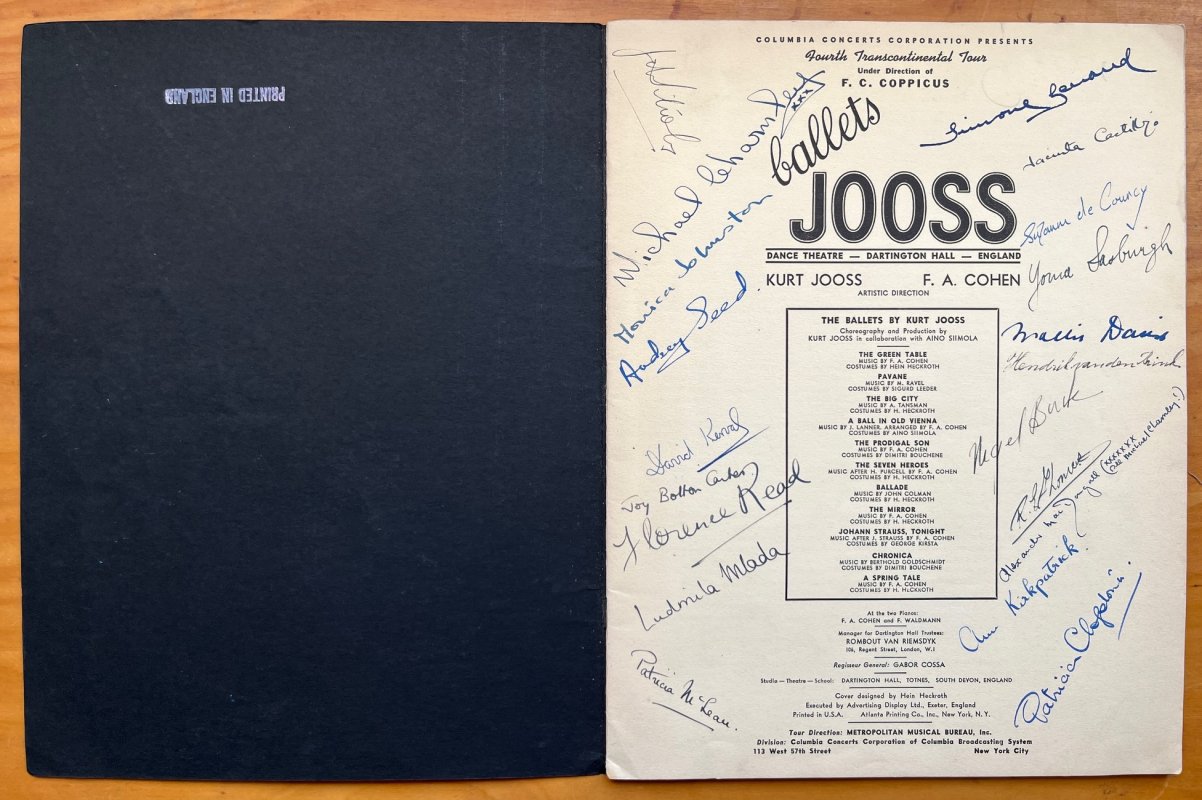 PRINTED IN ENGLAND
COLUMBIA CONCERTS CORPORATION PRESENTS
Fourth Transcontinental Tour
Under Direction of
F. C. COPPICUS
ballets
JOOSS
DANCE THEATRE — DARTINGTON HALL — ENGLAND
KURT JOOSS F. A. COHEN
ARTISTIC DIRECTION
THE BALLETS BY KURT JOOSS
Choreography and Production by
KURT JOOSS in collaboration with AINO SIIMOLA
THE GREEN TABLE
MUSIC BY F. A. COHEN
COSTUMES BY HEIN HECKROTH
PAVANE
MUSIC BY M. RAVEL
COSTUMES BY SIGURD LEEDER
THE BIG CITY
MUSIC BY A. TANSMAN
COSTUMES BY H. HECKROTH
A BALL IN OLD VIENNA
MUSIC BY J. LANNER, ARRANGED BY F. A. COHEN
COSTUMES BY AINO SIIMOLA
THE PRODIGAL SON
MUSIC BY F. A. COHEN
COSTUMES BY DIMITRI BOUCHENE
THE SEVEN HEROES
MUSIC AFTER H. PURCELL BY F. A. COHEN
COSTUMES BY H. HECKROTH
BALLADE
MUSIC BY JOHN COLMAN
COSTUMES BY H. HECKROTH
THE MIRROR
MUSIC BY F. A. COHEN
COSTUMES BY H. HECKROTH
JOHANN STRAUSS, TONIGHT
MUSIC AFTER J. STRAUSS BY F. A. COHEN
COSTUMES BY GEORGE KIRSTA
CHRONICA
MUSIC BY BERTHOLD GOLDSCHMIDT
COSTUMES BY DIMITRI BOUCHENE
A SPRING TALE
MUSIC BY F. A. COHEN
COSTUMES BY H. HECKROTH
At the two Pianos:
F. A. COHEN and F. WALDMANN
Manager for Dartington Hall Trustees:
ROMBOUT VAN RIEMSDYK
106, Regent Street, London, W.1
Regisseur General: GABOR COSSA
Studio — Theatre — School: DARTINGTON HALL, TOTNES, SOUTH DEVON, ENGLAND
Cover designed by Hein Heckroth
Executed by Advertising Display Ltd., Exeter, England
Printed in U.S.A. Atlanta Printing Co., Inc., New York, N. Y.
Tour Direction: METROPOLITAN MUSICAL BUREAU, Inc.
Division: Columbia Concerts Corporation of Columbia Broadcasting System
113 West 57th Street New York City
Michael
xxx
Monica Johnston
Audrey Seed.
David
Joy Bolton Carter
Florence Read
Ludmila Mlada
Patricia McLean.
Simone
Jacinta Castillejo
Suzanne de Courcy
Yoma Sasburgh
Maelis Davis
Nigel
Alexander MacDougall (xxxxxxx
Ann Kirkpatrick!
Patricia Clogstoun.